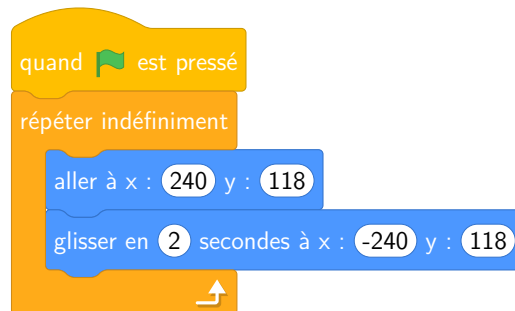 quand est pressé
répéter indéfiniment
aller à x : 240 y : 118
glisser en 2 secondes à x : -240 y : 118